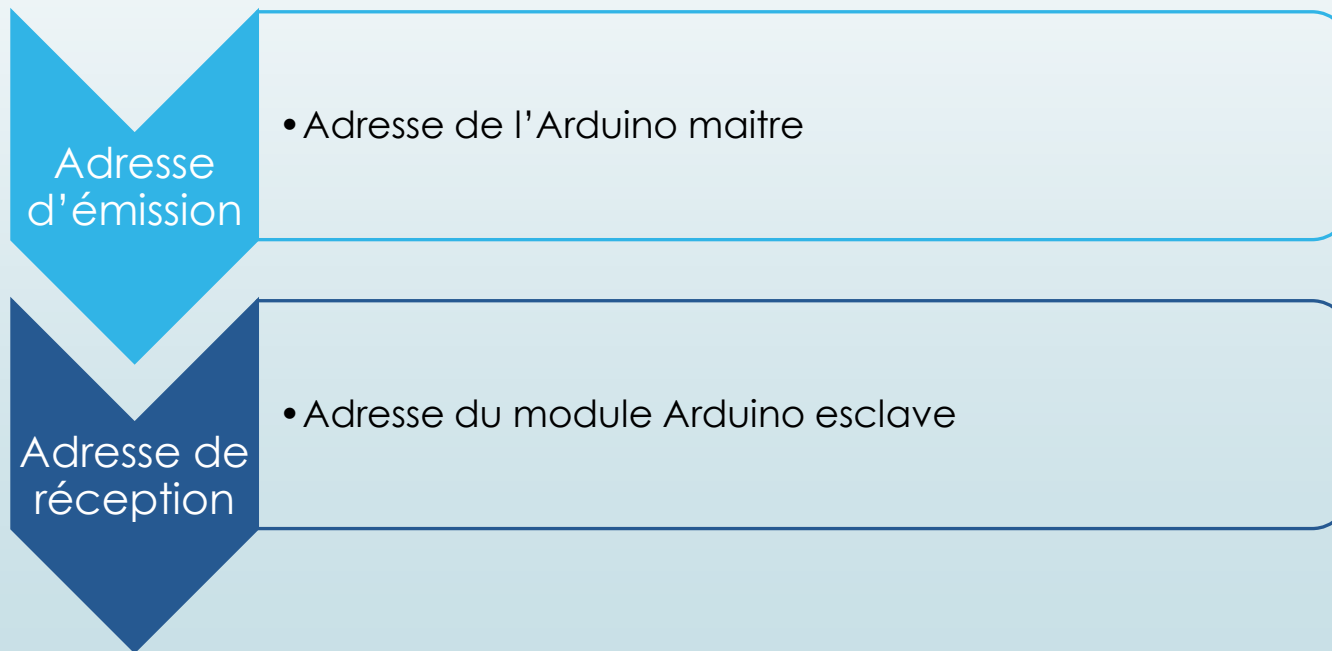 Adresse
d’émission
•Adresse de l’Arduino maitre
Adresse de
réception
•Adresse du module Arduino esclave